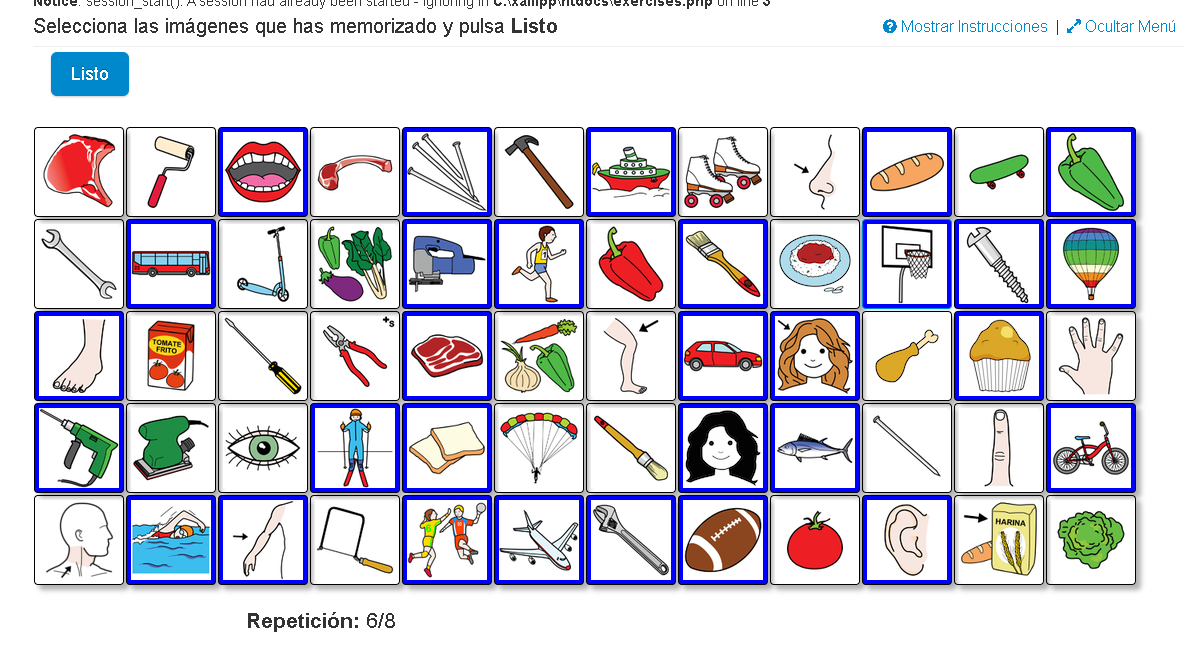 Notice: session_start(): A session had already been started - ignoring in C:\xampp\htdocs\exercises.php on line 3
Selecciona las imágenes que has memorizado y pulsa Listo
Mostrar Instrucciones | Ocultar Menú
Listo
TOMATE
FRITO
+s
HARINA
Repetición: 6/8